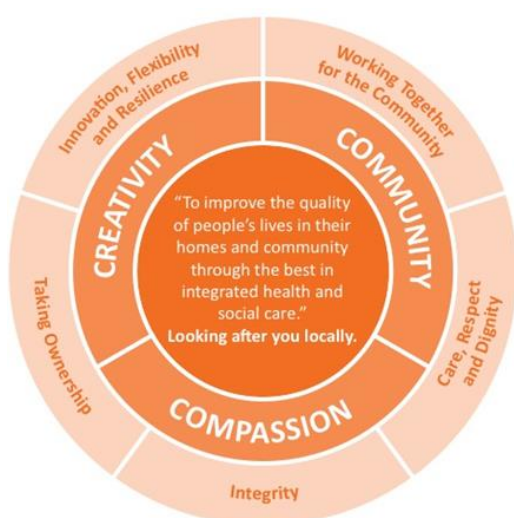 Innovation, Flexibility
and Resilience
Working Together
for the Community
CREATIVITY
COMMUNITY
“To improve the quality
of people’s lives in their
homes and community
through the best in
integrated health and
social care.”
Looking after you locally.
Taking Ownership
Care, Respect
and Dignity
COMPASSION
Integrity